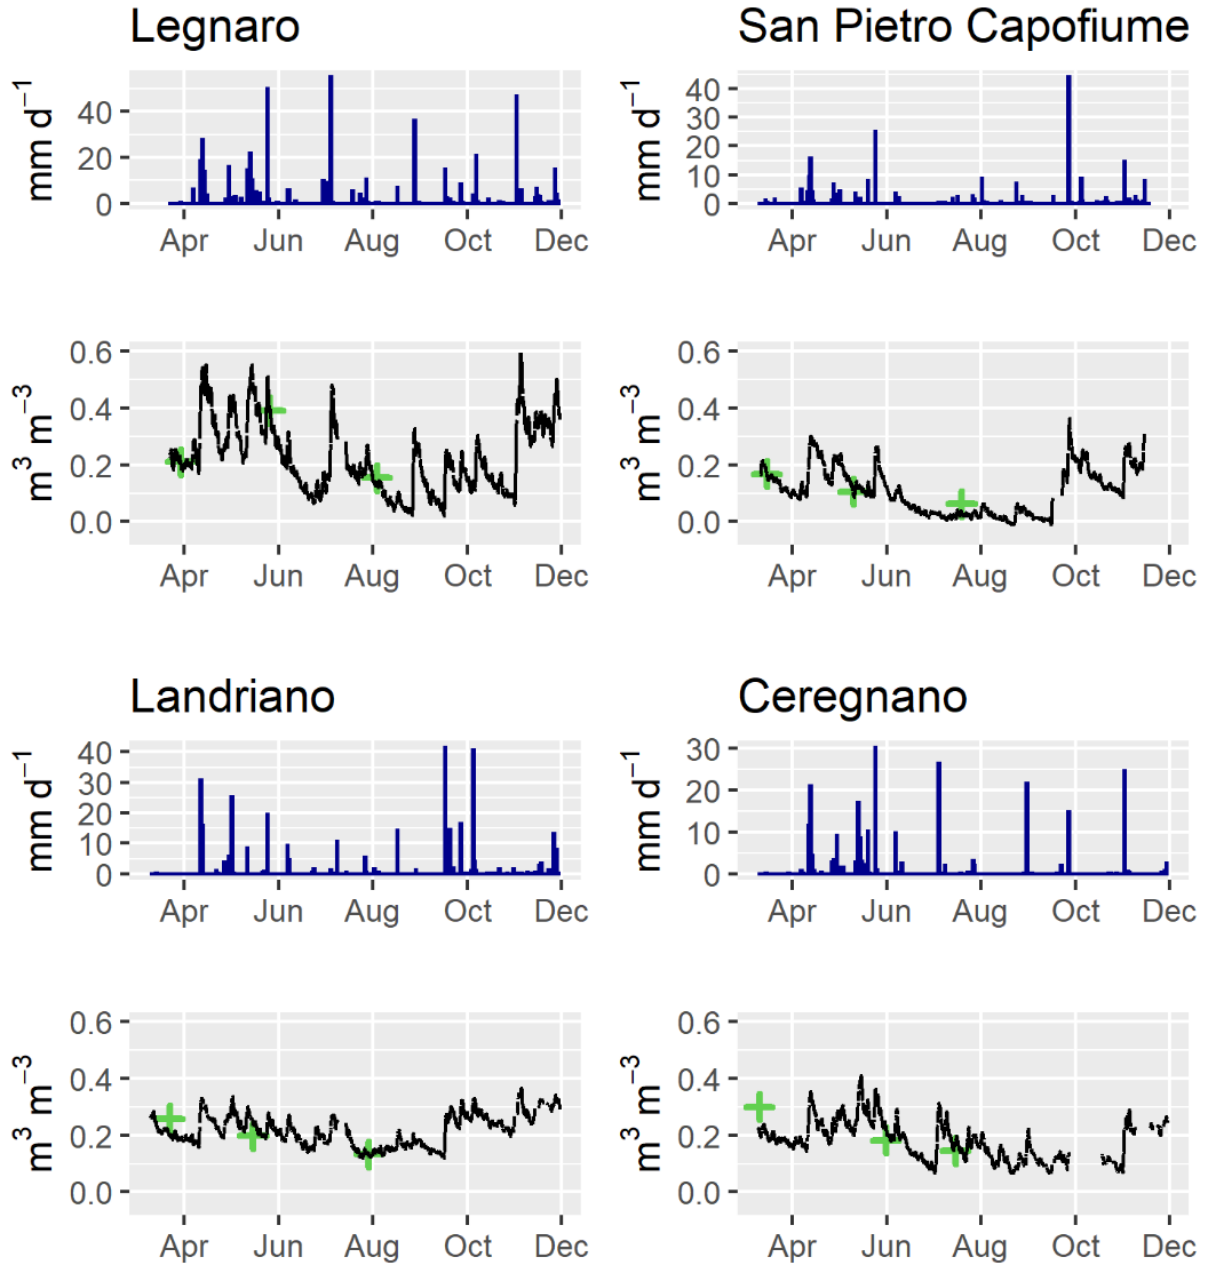 Legnaro
San Pietro Capofiume
mm d⁻¹
40
20
0
Apr Jun Aug Oct Dec
mm d⁻¹
40
30
20
10
0
Apr Jun Aug Oct Dec
m³ m⁻³
0.6
0.4
0.2
0.0
Apr Jun Aug Oct Dec
m³ m⁻³
0.6
0.4
0.2
0.0
Apr Jun Aug Oct Dec
Landriano
Ceregnano
mm d⁻¹
40
30
20
10
0
Apr Jun Aug Oct Dec
mm d⁻¹
30
20
10
0
Apr Jun Aug Oct Dec
m³ m⁻³
0.6
0.4
0.2
0.0
Apr Jun Aug Oct Dec
m³ m⁻³
0.6
0.4
0.2
0.0
Apr Jun Aug Oct Dec